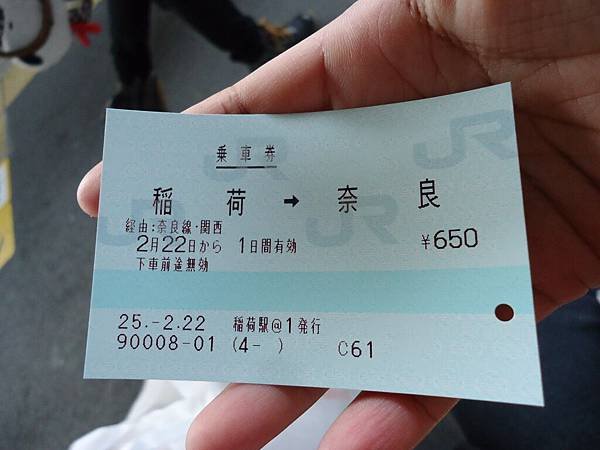 乗車券
稲荷 → 奈良
経由:奈良線・関西
2月22日から 1日間有効 ¥650
下車前途無効
25.-2.22 稲荷駅@1発行
90008-01 (4- ) C61